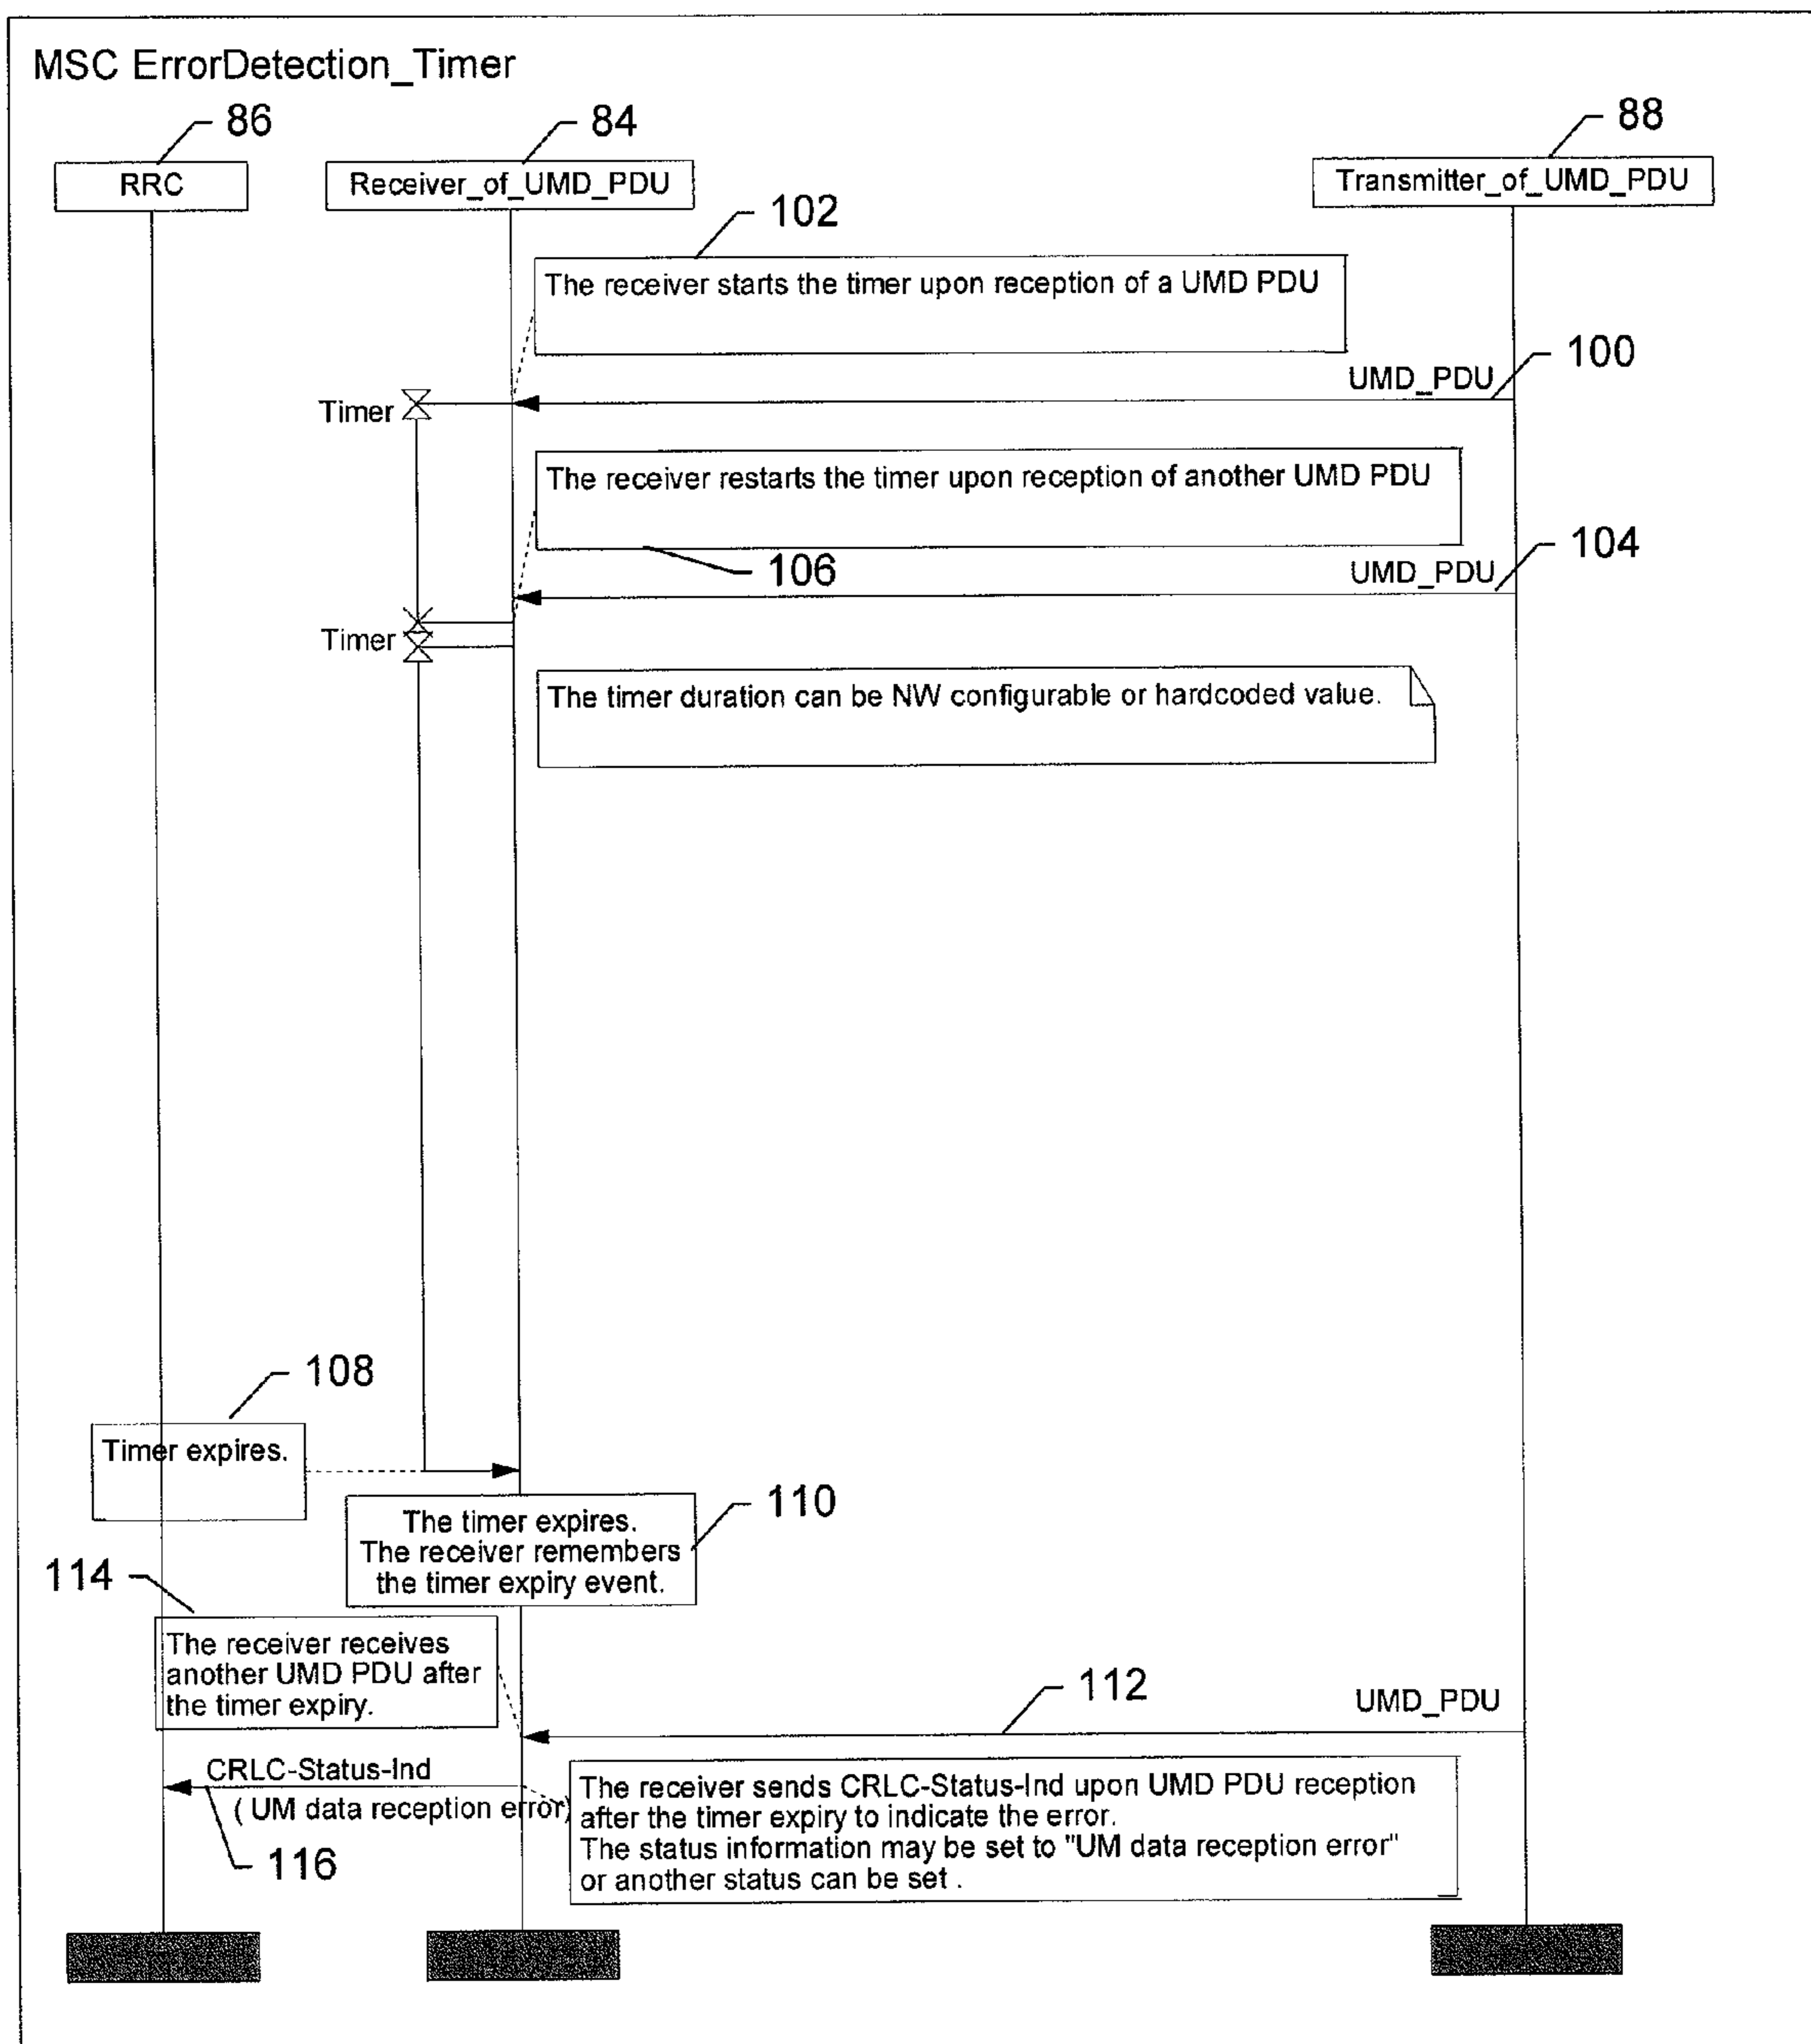 MSC ErrorDetection_Timer
86
84
88
RRC
Receiver_of_UMD_PDU
Transmitter_of_UMD_PDU
102
The receiver starts the timer upon reception of a UMD PDU
100
UMD_PDU
Timer
The receiver restarts the timer upon reception of another UMD PDU
104
106
UMD_PDU
Timer
The timer duration can be NW configurable or hardcoded value.
108
Timer expires.
110
The timer expires.
The receiver remembers
the timer expiry event.
114
The receiver receives
another UMD PDU after
the timer expiry.
112
UMD_PDU
CRLC-Status-Ind
( UM data reception error)
116
The receiver sends CRLC-Status-Ind upon UMD PDU reception
after the timer expiry to indicate the error.
The status information may be set to "UM data reception error"
or another status can be set .